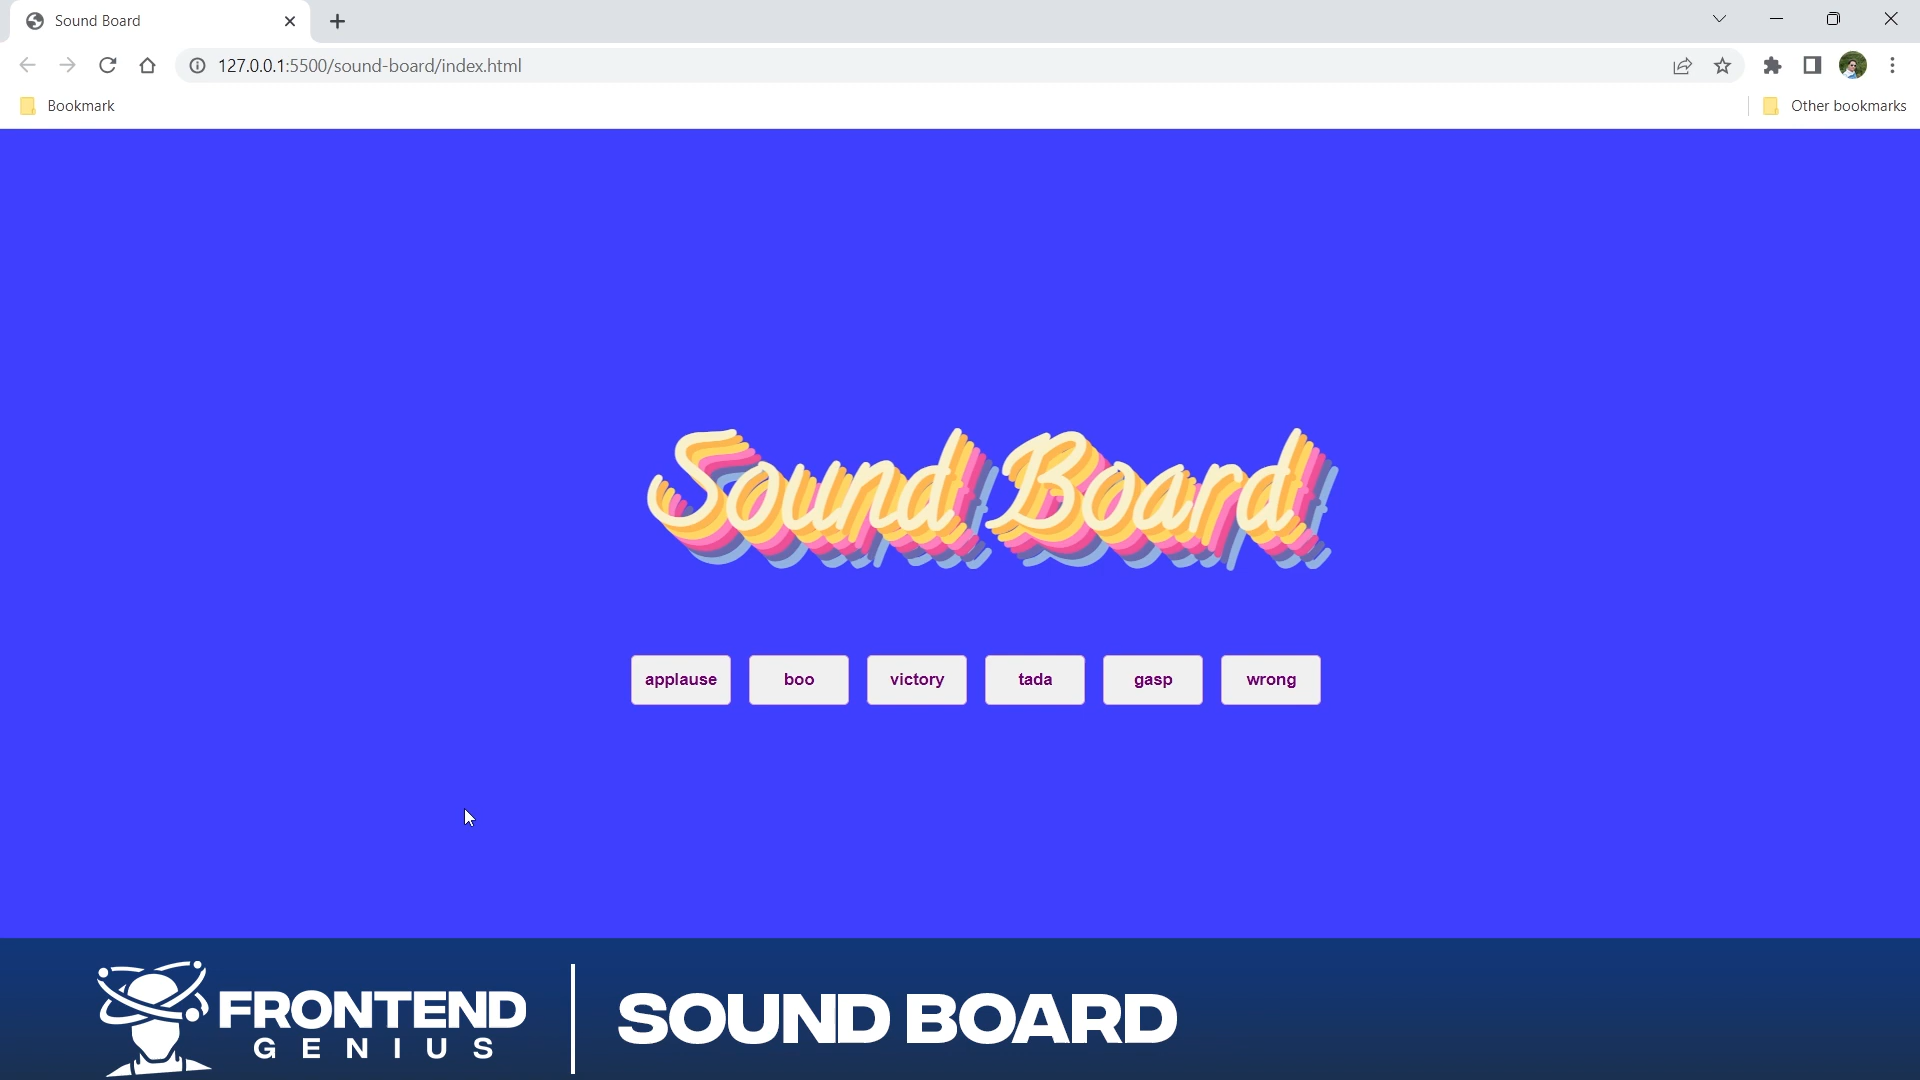 Sound Board
127.0.0.1:5500/sound-board/index.html
Bookmark
Other bookmarks
Sound Board
applause
boo
victory
tada
gasp
wrong
FRONTEND
GENIUS
SOUND BOARD